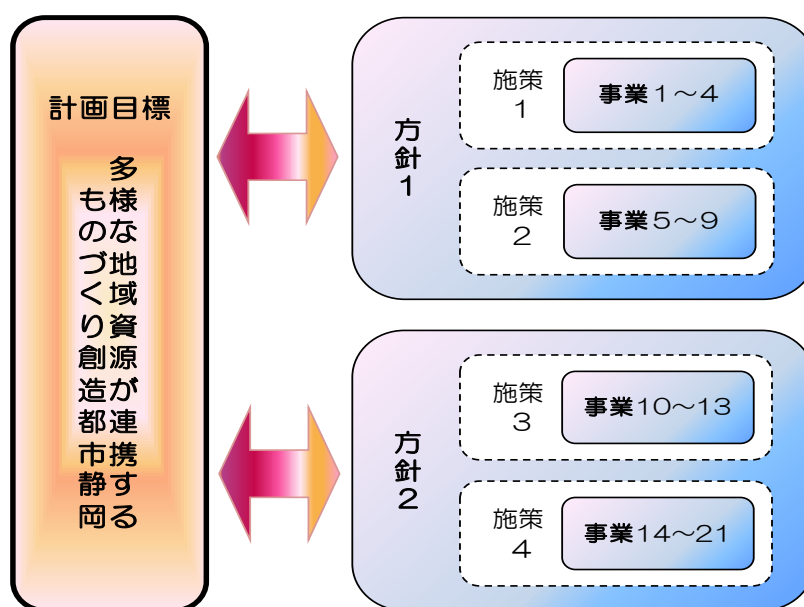 計画目標
多様な地域資源が連携する
ものづくり創造都市静岡
方針1
施策
1
事業1～4
施策
2
事業5～9
方針2
施策
3
事業10～13
施策
4
事業14～21